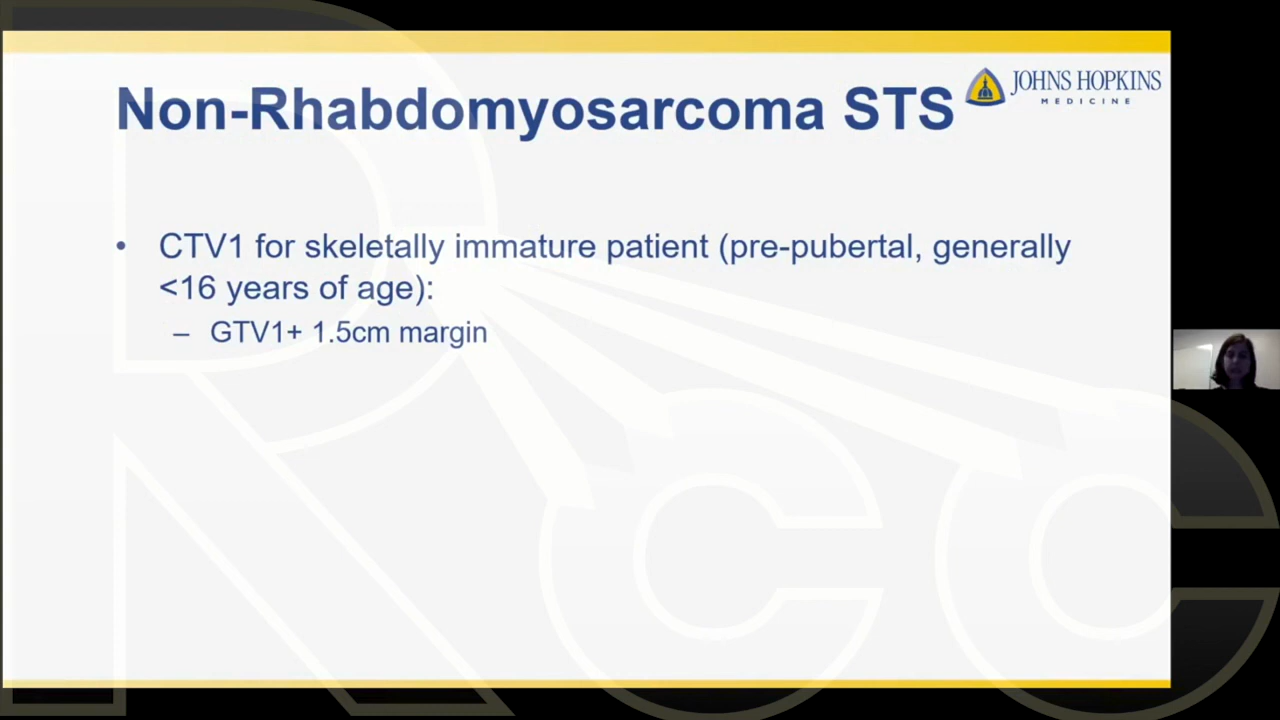 Non-Rhabdomyosarcoma STS
JOHNS HOPKINS
MEDICINE
• CTV1 for skeletally immature patient (pre-pubertal, generally
<16 years of age):
– GTV1+ 1.5cm margin
Rcc